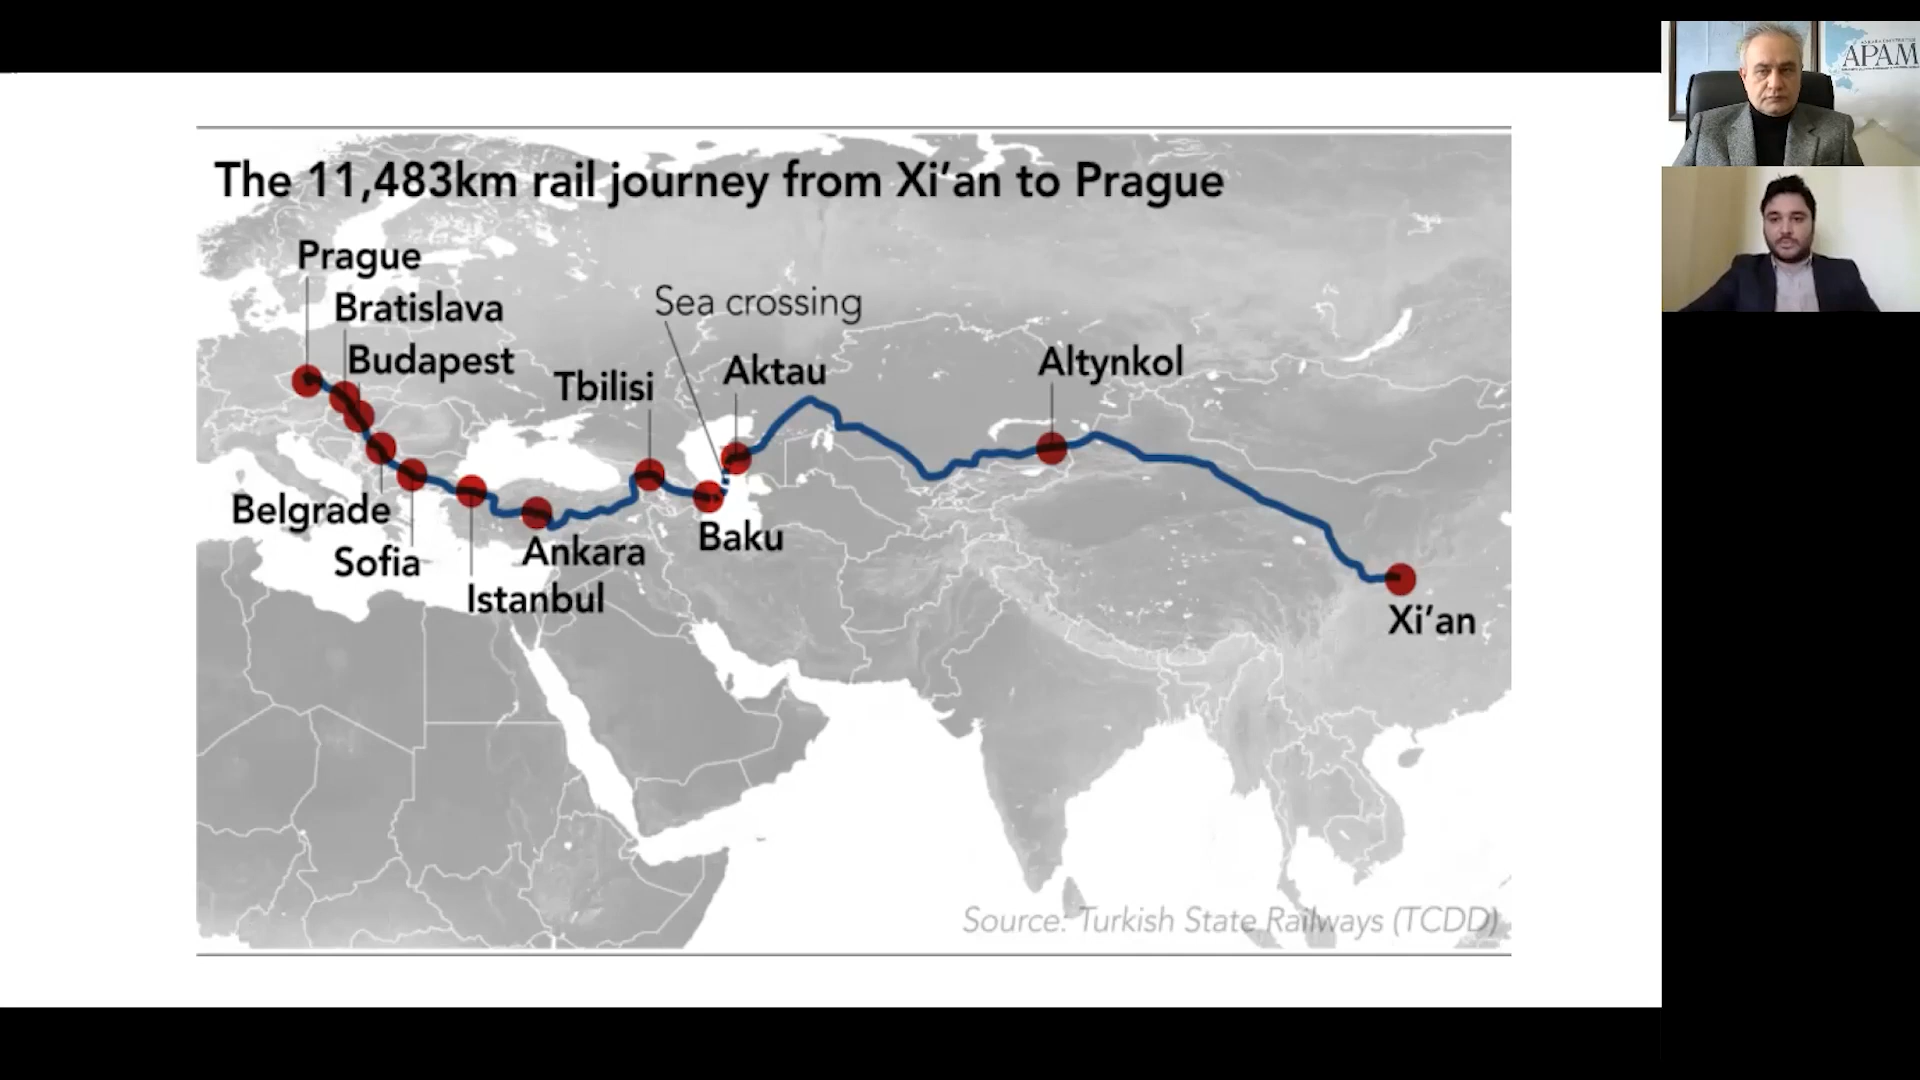 The 11,483km rail journey from Xi’an to Prague
Prague
Bratislava
Budapest
Sea crossing
Tbilisi
Aktau
Altynkol
Belgrade
Sofia
Ankara
Istanbul
Baku
Xi’an
Source: Turkish State Railways (TCDD)
APAM